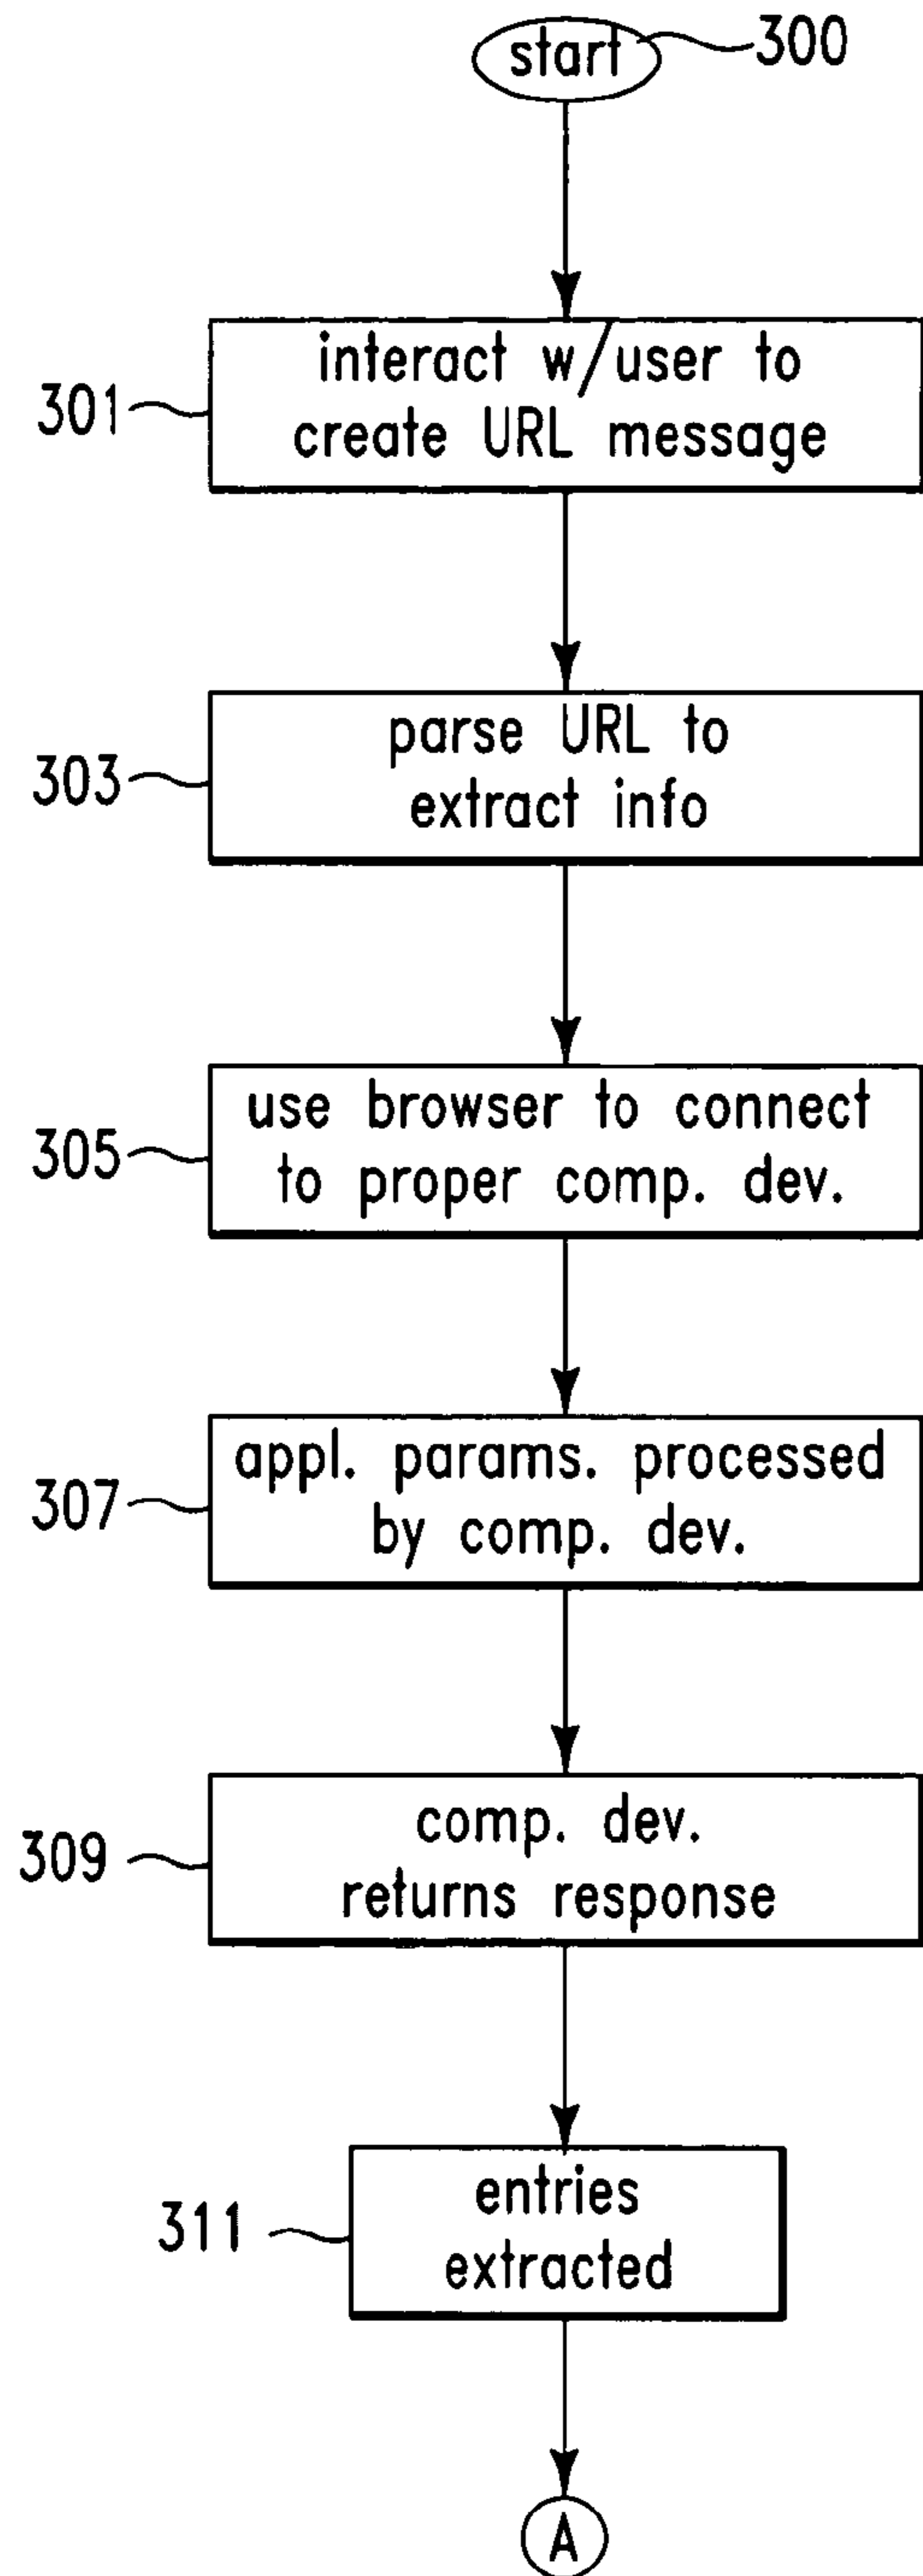 start
300
interact w/user to
create URL message
301
parse URL to
extract info
303
use browser to connect
to proper comp. dev.
305
appl. params. processed
by comp. dev.
307
comp. dev.
returns response
309
entries
extracted
311
A